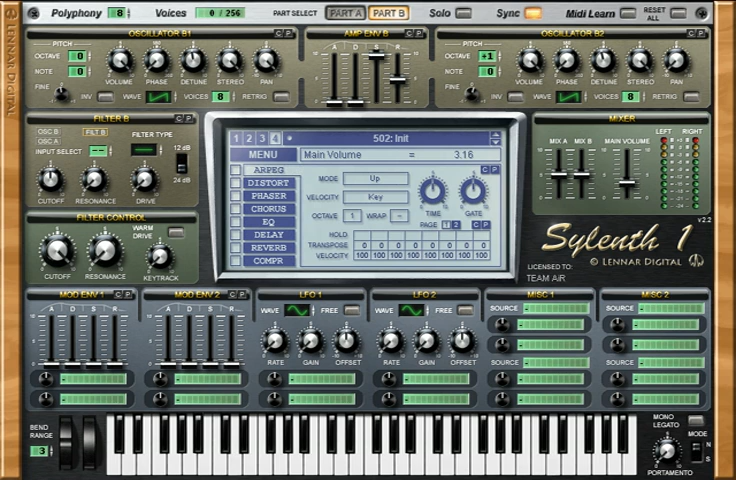 Polyphony 8 Voices 0 / 256 PART SELECT PART A PART B Solo Sync Midi Learn RESET ALL
LENNAR DIGITAL
OSCILLATOR B1 C P
PITCH
OCTAVE 0
NOTE 0
FINE
VOLUME PHASE DETUNE STEREO PAN
INV WAVE VOICES 8 RETRIG
AMP ENV B C P
A D S R
OSCILLATOR B2 C P
PITCH
OCTAVE +1
NOTE 0
FINE
VOLUME PHASE DETUNE STEREO PAN
INV WAVE VOICES 8 RETRIG
FILTER B C P
OSC B FILT B
OSC A
INPUT SELECT
FILTER TYPE
12 dB
24 dB
CUTOFF RESONANCE DRIVE
FILTER CONTROL
WARM DRIVE
CUTOFF RESONANCE KEYTRACK
1 2 3 4 502: Init
MENU Main Volume = 3.16
ARPEG
DISTORT
PHASER
CHORUS
EQ
DELAY
REVERB
COMPR
C P
MODE Up
VELOCITY Key
OCTAVE 1 WRAP -
TIME GATE
PAGE 1 2 C P
HOLD
TRANSPOSE 0 0 0 0 0 0 0 0
VELOCITY 100 100 100 100 100 100 100 100
MIXER
MIX A MIX B MAIN VOLUME LEFT RIGHT
v2.2
Sylenth 1
© LENNAR DIGITAL
LICENSED TO:
TEAM AiR
MOD ENV 1 C P
A D S R
MOD ENV 2 C P
A D S R
LFO 1
WAVE FREE
RATE GAIN OFFSET
LFO 2
WAVE FREE
RATE GAIN OFFSET
MISC 1
SOURCE
SOURCE
MISC 2
SOURCE
SOURCE
BEND RANGE
3
MONO LEGATO
MODE
N
S
PORTAMENTO